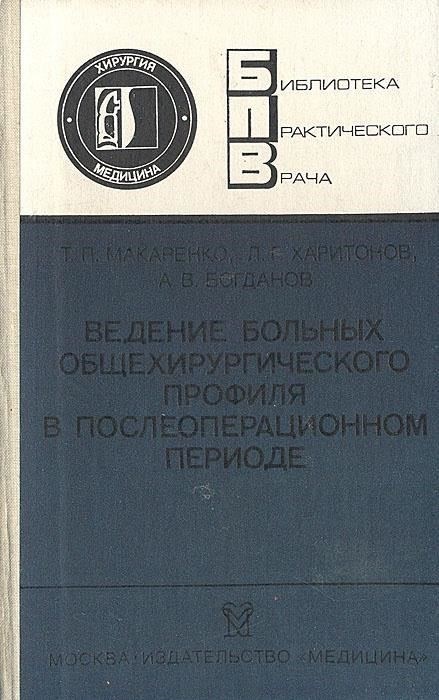 ХИРУРГИЯ
МЕДИЦИНА
БИБЛИОТЕКА
ПРАКТИЧЕСКОГО
ВРАЧА
Т. П. МАКАРЕНКО, Л. Г. ХАРИТОНОВ,
А. В. БОГДАНОВ
ВЕДЕНИЕ БОЛЬНЫХ
ОБЩЕХИРУРГИЧЕСКОГО
ПРОФИЛЯ
В ПОСЛЕОПЕРАЦИОННОМ
ПЕРИОДЕ
МОСКВА·ИЗДАТЕЛЬСТВО «МЕДИЦИНА»